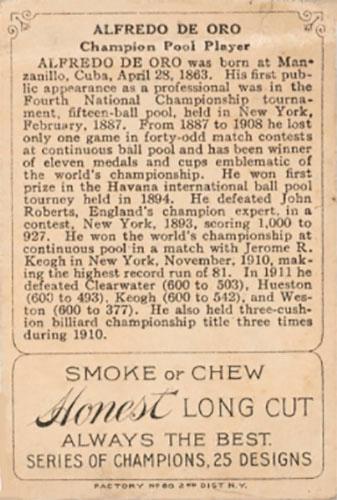 ALFREDO DE ORO
Champion Pool Player
ALFREDO DE ORO was born at Man-
zanillo, Cuba, April 28, 1863. His first pub-
lic appearance as a professional was in the
Fourth National Championship tourna-
ment, fifteen-ball pool, held in New York,
February, 1887. From 1887 to 1908 he lost
only one game in forty-odd match contests
at continuous ball pool and has been winner
of eleven medals and cups emblematic of
the world's championship. He won first
prize in the Havana international ball pool
tourney held in 1894. He defeated John
Roberts, England's champion expert, in a
contest, New York, 1893, scoring 1,000 to
927. He won the world's championship at
continuous pool in a match with Jerome R.
Keogh in New York, November, 1910, mak-
ing the highest record run of 81. In 1911 he
defeated Clearwater (600 to 503), Hueston
(600 to 493), Keogh (600 to 542), and Wes-
ton (600 to 377). He also held three-cush-
ion billiard championship title three times
during 1910.
SMOKE or CHEW
Honest LONG CUT
ALWAYS THE BEST.
SERIES OF CHAMPIONS, 25 DESIGNS
FACTORY No 60. 2ND DIST. N.Y.